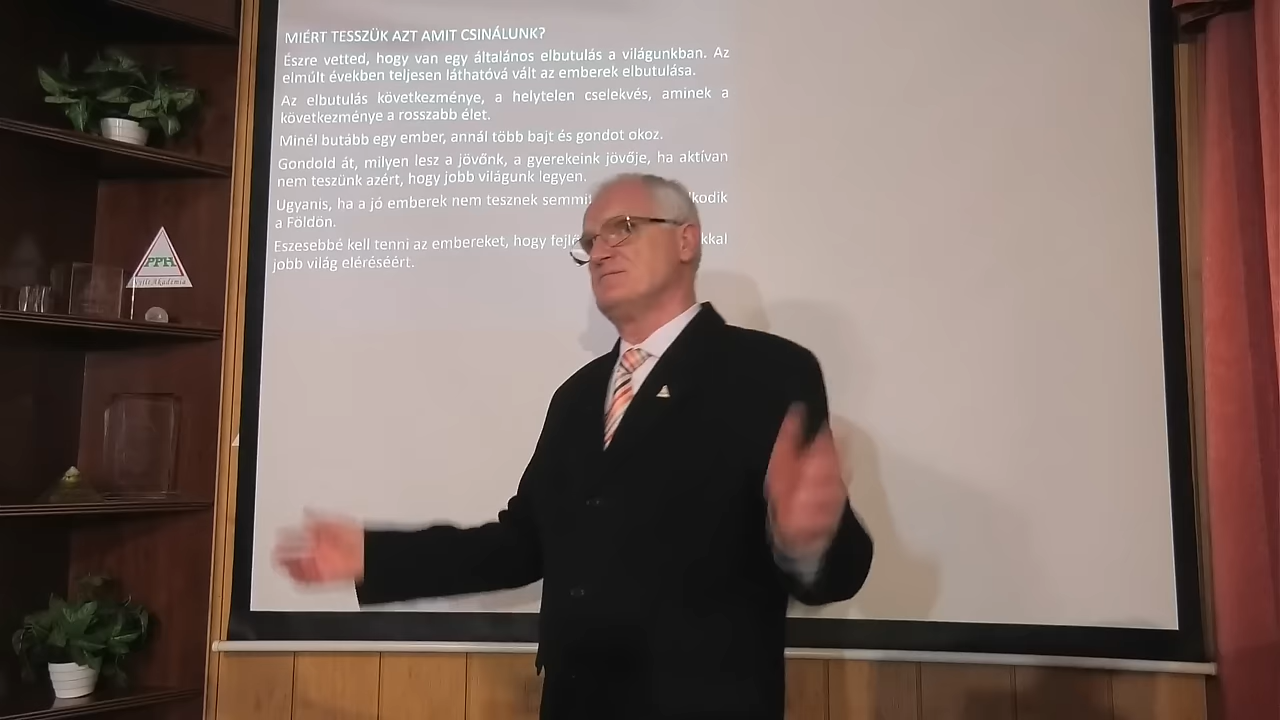 MIÉRT TESSZÜK AZT AMIT CSINÁLUNK?
Észre vetted, hogy van egy általános elbutulás a világunkban. Az
elmúlt években teljesen láthatóvá vált az emberek elbutulása.
Az elbutulás következménye, a helytelen cselekvés, aminek a
következménye a rosszabb élet.
Minél butább egy ember, annál több bajt és gondot okoz.
Gondold át, milyen lesz a jövőnk, a gyerekeink jövője, ha aktívan
nem teszünk azért, hogy jobb világunk legyen.
Ugyanis, ha a jó emberek nem tesznek semmit
a Földön.
Eszesebbé kell tenni az embereket, hogy
jobb világ eléréséért.
PPH
Akadémia